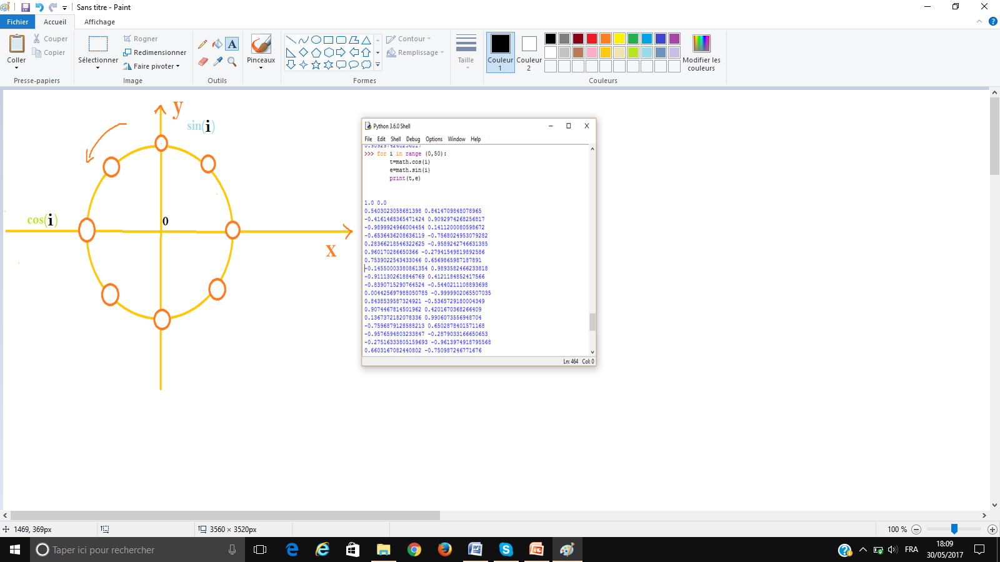 Sans titre - Paint
Fichier Accueil Affichage
Coller
Couper
Copier
Presse-papiers
Sélectionner
Rogner
Redimensionner
Faire pivoter
Image
A
Outils
Pinceaux
Contour
Remplissage
Formes
Taille
Couleur 1
Couleur 2
Modifier les couleurs
Couleurs
y
sin(i)
cos(i)
0
x
Python 3.6.0 Shell
File Edit Shell Debug Options Window Help
0.9092974268256817
>>> for i in range (0,50):
t=math.cos(i)
e=math.sin(i)
print(t,e)
1.0 0.0
0.5403023058681398 0.8414709848078965
-0.4161468365471424 0.9092974268256817
-0.9899924966004454 0.1411200080598672
-0.6536436208636119 -0.7568024953079282
0.28366218546322625 -0.9589242746631385
0.960170286650366 -0.27941549819892586
0.7539022543433046 0.6569865987187891
-0.14550003380861354 0.9893582466233818
-0.9111302618846769 0.4121184852417566
-0.8390715290764524 -0.5440211108893698
0.004425697988050785 -0.9999902065507035
0.8438539587324921 -0.5365729180004349
0.9074467814501962 0.4201670368266409
0.1367372182078336 0.9906073556948704
-0.7596879128588213 0.6502878401571168
-0.9576594803233847 -0.2879033166650653
-0.27516333805159693 -0.9613974918795568
0.6603167082440802 -0.750987246771676
Ln: 464 Col: 0
1469, 369px
3560 × 3520px
100 %
Taper ici pour rechercher
FRA
18:09
30/05/2017